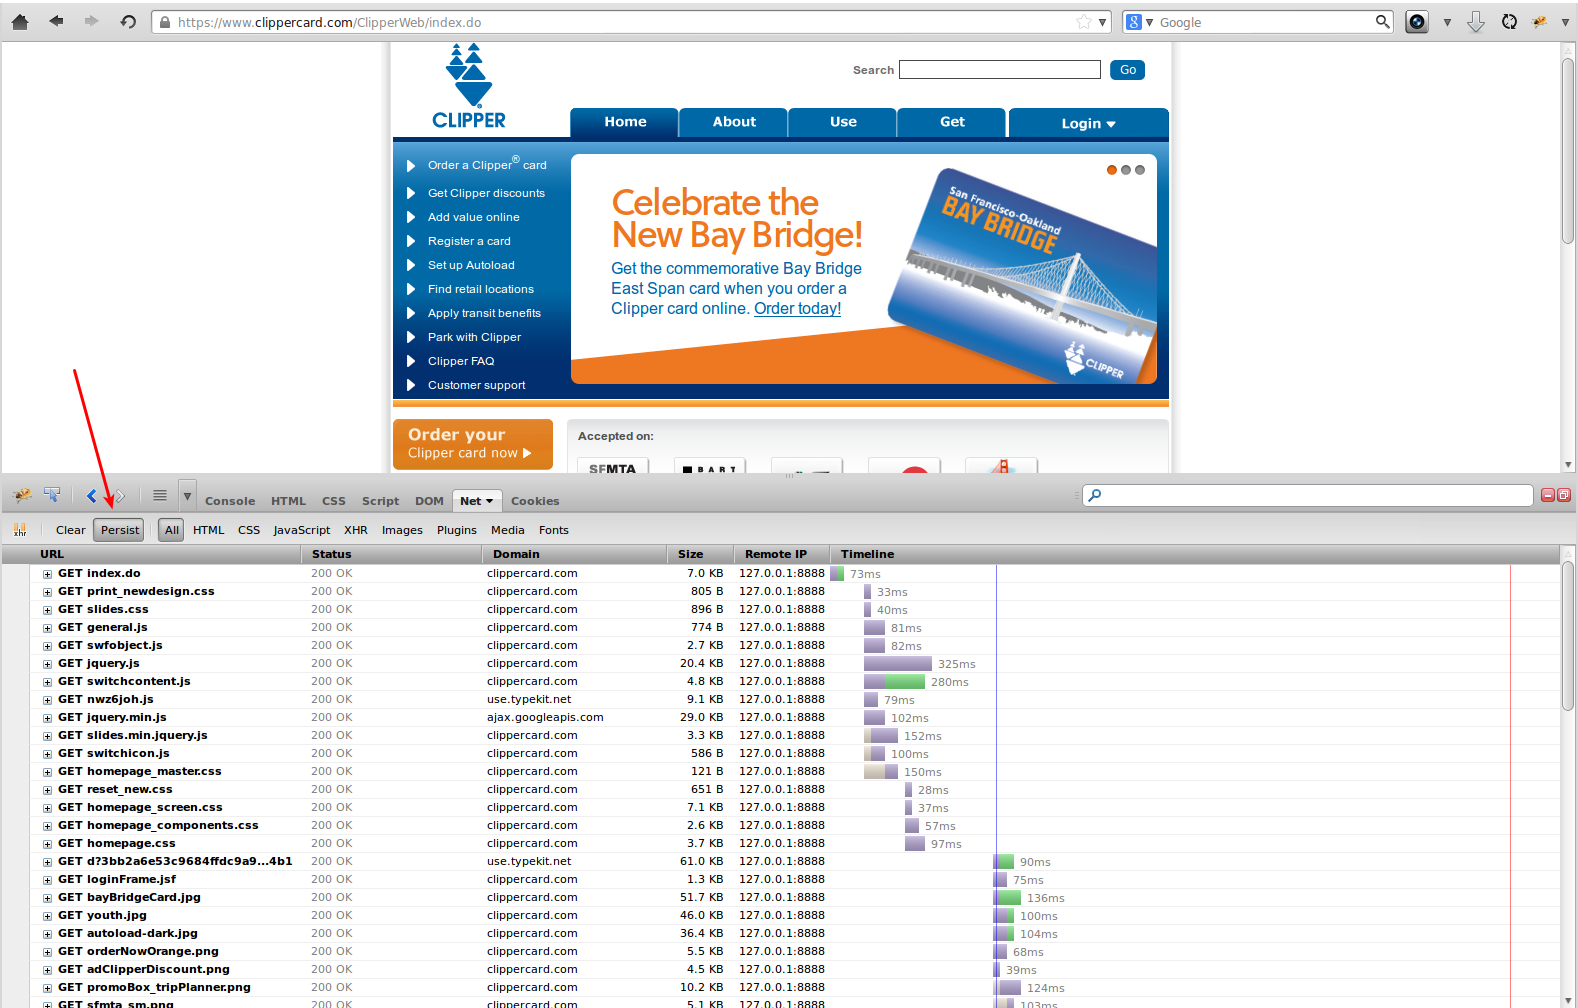 https://www.clippercard.com/ClipperWeb/index.do
8 Google
CLIPPER
Search Go
Home About Use Get Login
Order a Clipper® card
Get Clipper discounts
Add value online
Register a card
Set up Autoload
Find retail locations
Apply transit benefits
Park with Clipper
Clipper FAQ
Customer support
Celebrate the
New Bay Bridge!
Get the commemorative Bay Bridge
East Span card when you order a
Clipper card online. Order today!
San Francisco-Oakland
BAY BRIDGE
CLIPPER
Order your
Clipper card now
Accepted on:
SFMTA BART
Console HTML CSS Script DOM Net Cookies
xhr Clear Persist All HTML CSS JavaScript XHR Images Plugins Media Fonts
URL Status Domain Size Remote IP Timeline
GET index.do 200 OK clippercard.com 7.0 KB 127.0.0.1:8888 73ms
GET print_newdesign.css 200 OK clippercard.com 805 B 127.0.0.1:8888 33ms
GET slides.css 200 OK clippercard.com 896 B 127.0.0.1:8888 40ms
GET general.js 200 OK clippercard.com 774 B 127.0.0.1:8888 81ms
GET swfobject.js 200 OK clippercard.com 2.7 KB 127.0.0.1:8888 82ms
GET jquery.js 200 OK clippercard.com 20.4 KB 127.0.0.1:8888 325ms
GET switchcontent.js 200 OK clippercard.com 4.8 KB 127.0.0.1:8888 280ms
GET nwz6joh.js 200 OK use.typekit.net 9.1 KB 127.0.0.1:8888 79ms
GET jquery.min.js 200 OK ajax.googleapis.com 29.0 KB 127.0.0.1:8888 102ms
GET slides.min.jquery.js 200 OK clippercard.com 3.3 KB 127.0.0.1:8888 152ms
GET switchicon.js 200 OK clippercard.com 586 B 127.0.0.1:8888 100ms
GET homepage_master.css 200 OK clippercard.com 121 B 127.0.0.1:8888 150ms
GET reset_new.css 200 OK clippercard.com 651 B 127.0.0.1:8888 28ms
GET homepage_screen.css 200 OK clippercard.com 7.1 KB 127.0.0.1:8888 37ms
GET homepage_components.css 200 OK clippercard.com 2.6 KB 127.0.0.1:8888 57ms
GET homepage.css 200 OK clippercard.com 3.7 KB 127.0.0.1:8888 97ms
GET d?3bb2a6e53c9684ffdc9a9...4b1 200 OK use.typekit.net 61.0 KB 127.0.0.1:8888 90ms
GET loginFrame.jsf 200 OK clippercard.com 1.3 KB 127.0.0.1:8888 75ms
GET bayBridgeCard.jpg 200 OK clippercard.com 51.7 KB 127.0.0.1:8888 136ms
GET youth.jpg 200 OK clippercard.com 46.0 KB 127.0.0.1:8888 100ms
GET autoload-dark.jpg 200 OK clippercard.com 36.4 KB 127.0.0.1:8888 104ms
GET orderNowOrange.png 200 OK clippercard.com 5.5 KB 127.0.0.1:8888 68ms
GET adClipperDiscount.png 200 OK clippercard.com 4.5 KB 127.0.0.1:8888 39ms
GET promoBox_tripPlanner.png 200 OK clippercard.com 10.2 KB 127.0.0.1:8888 124ms
GET sfmta_sm.png 200 OK clippercard.com 5.1 KB 127.0.0.1:8888 103ms